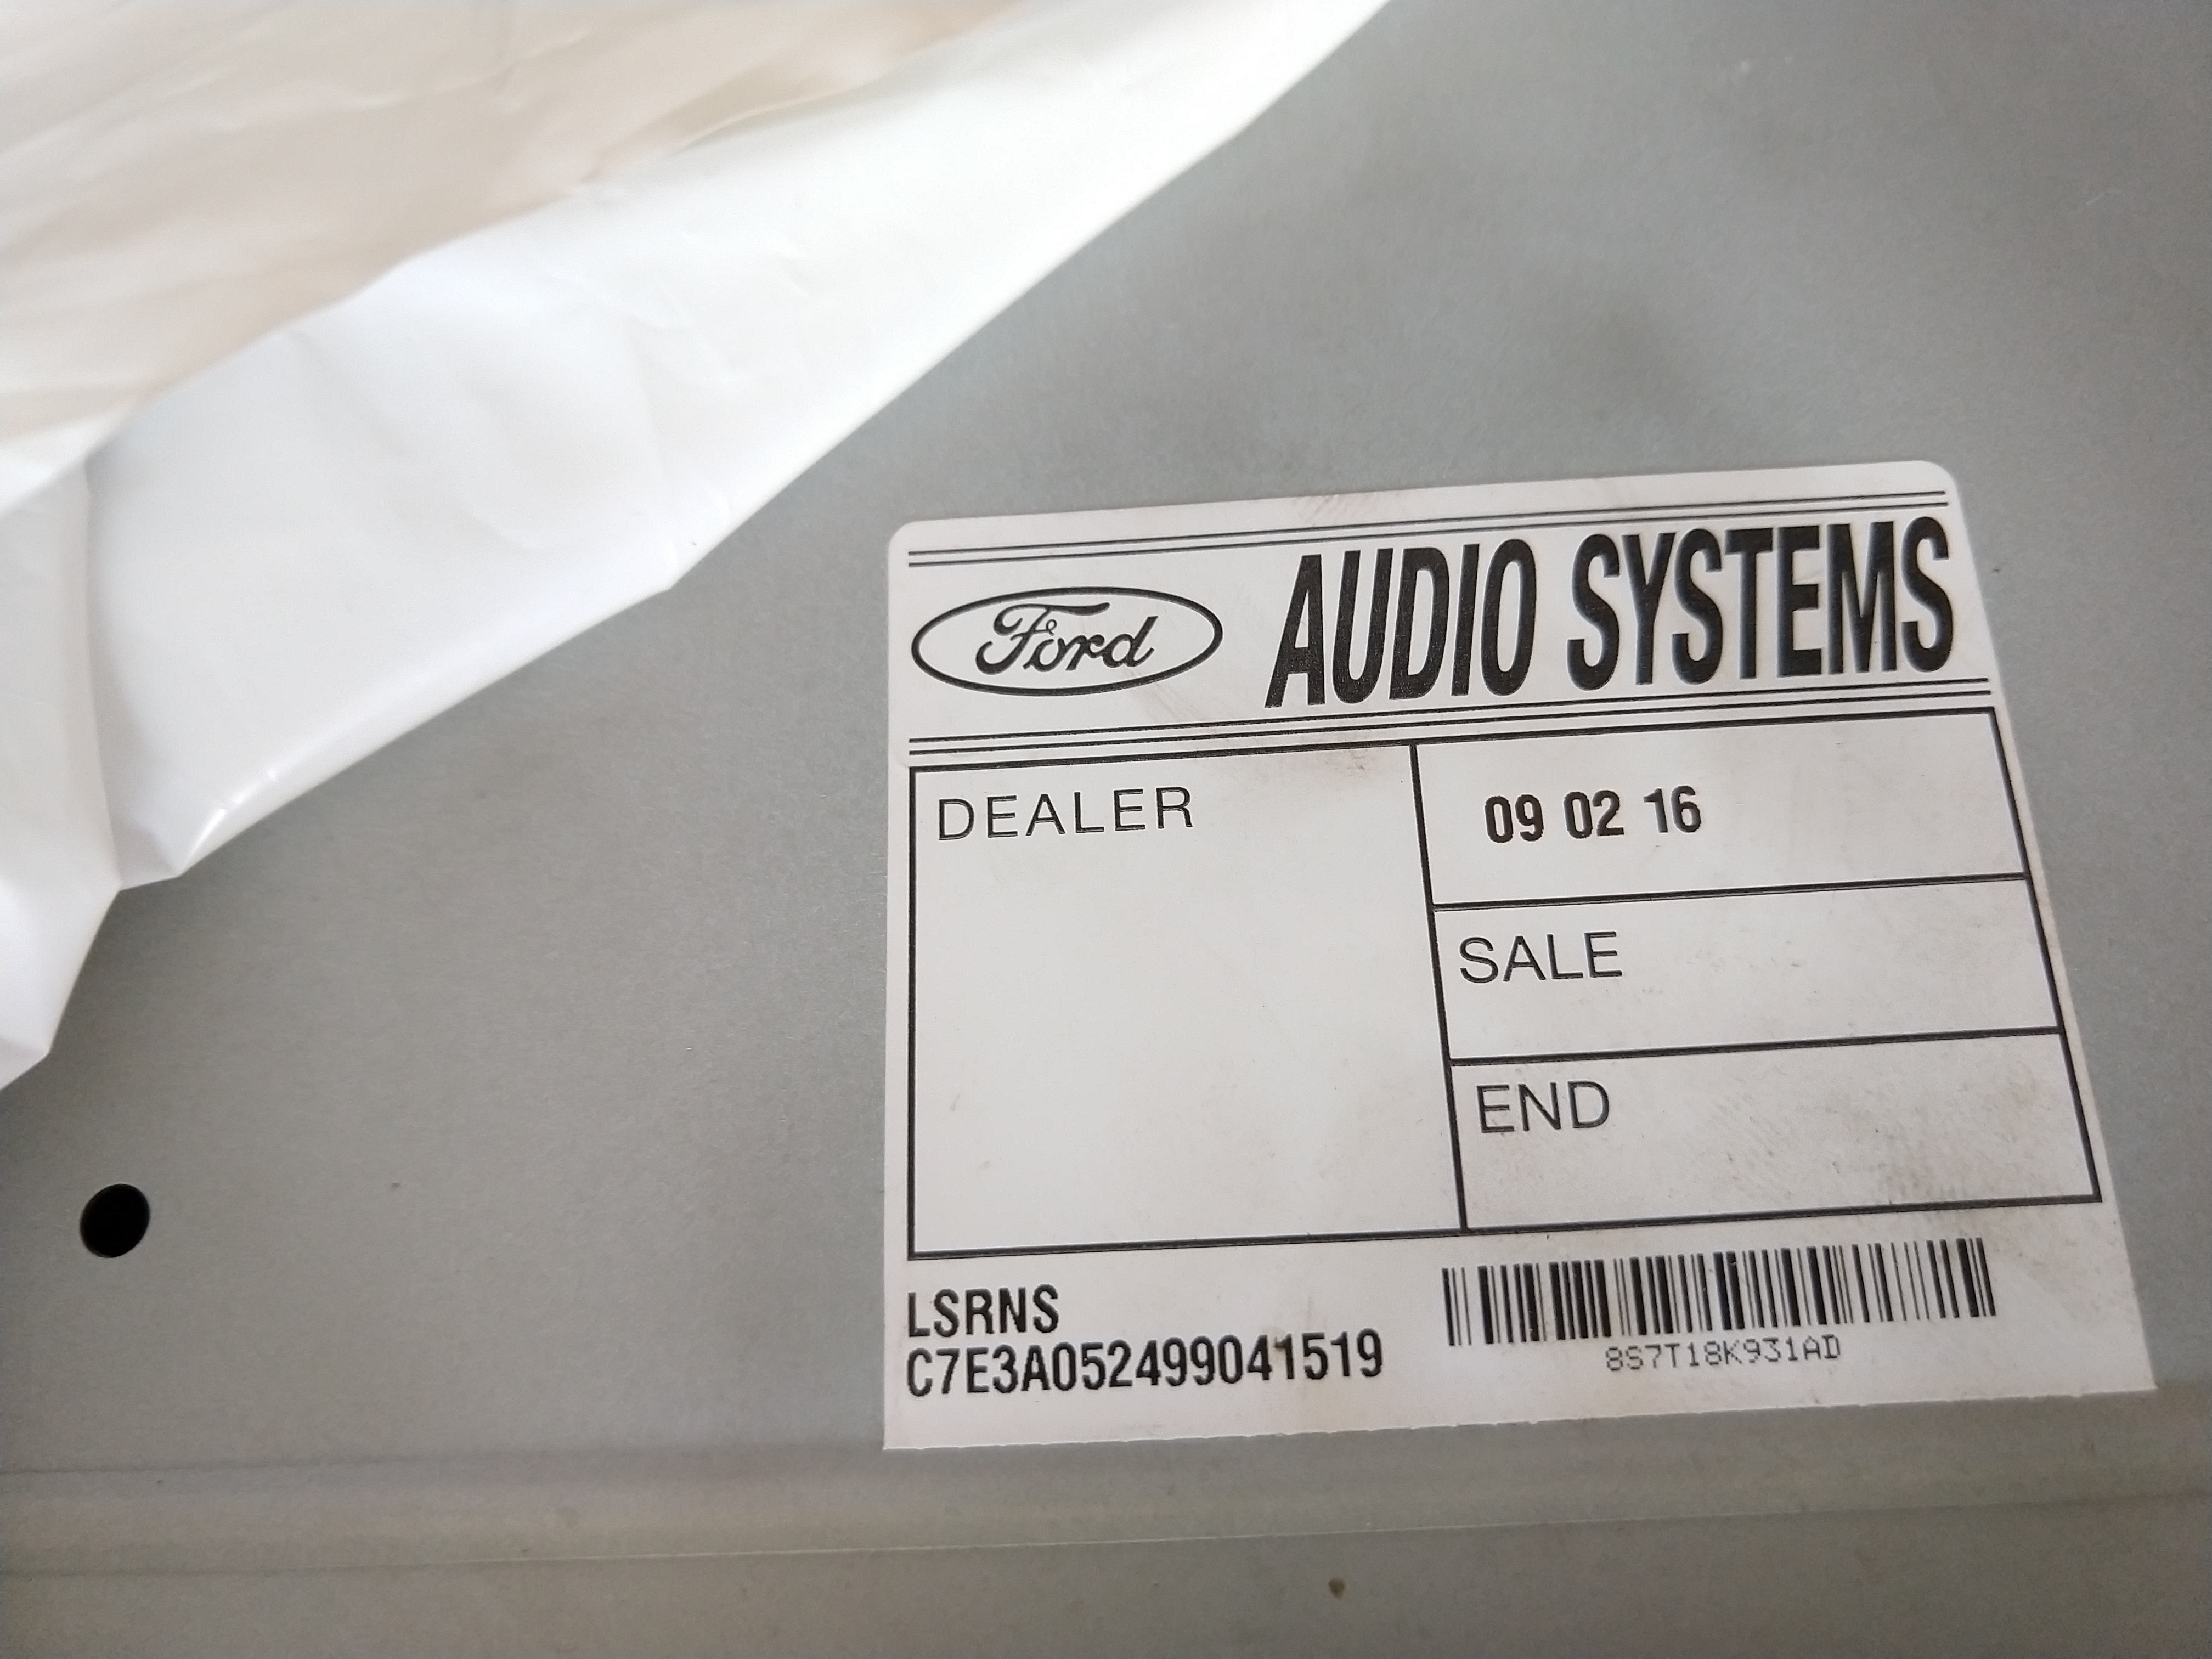 Ford AUDIO SYSTEMS
DEALER
09 02 16
SALE
END
LSRNS
C7E3A052499041519
8S7T18K931AD